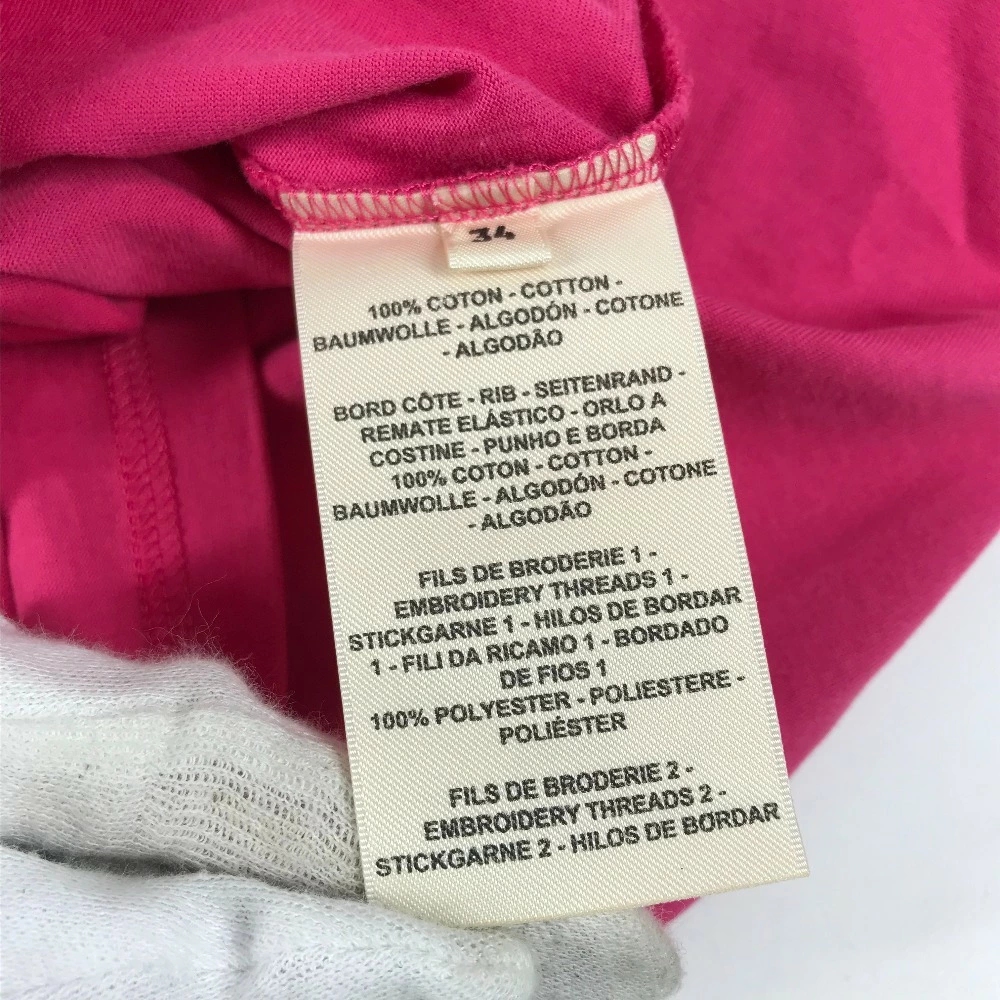 34
100% COTON - COTTON -
BAUMWOLLE - ALGODÓN - COTONE
- ALGODÃO
BORD CÔTE - RIB - SEITENRAND -
REMATE ELÁSTICO - ORLO A
COSTINE - PUNHO E BORDA
100% COTON - COTTON -
BAUMWOLLE - ALGODÓN - COTONE
- ALGODÃO
FILS DE BRODERIE 1 -
EMBROIDERY THREADS 1 -
STICKGARNE 1 - HILOS DE BORDAR
1 - FILI DA RICAMO 1 - BORDADO
DE FIOS 1
100% POLYESTER - POLIESTERE -
POLIÉSTER
FILS DE BRODERIE 2 -
EMBROIDERY THREADS 2 -
STICKGARNE 2 - HILOS DE BORDAR